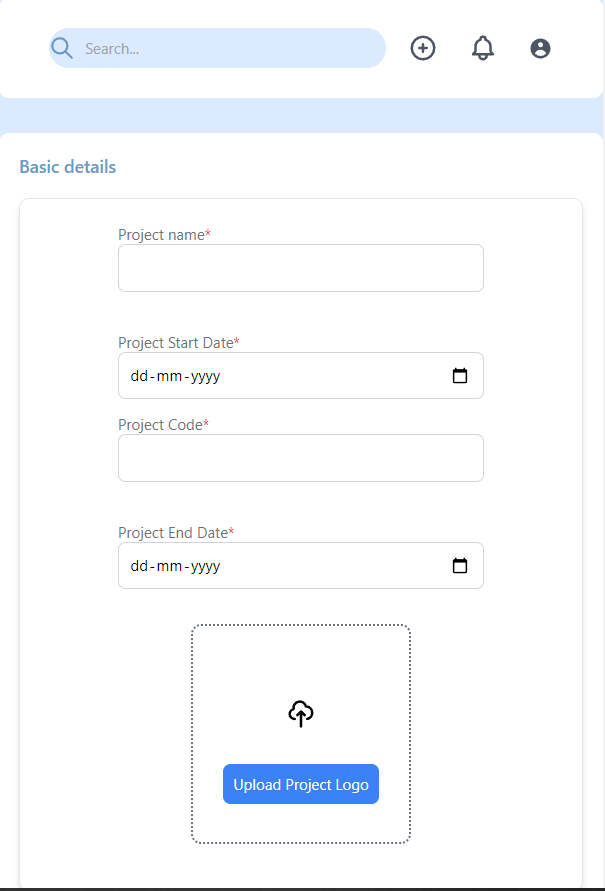 Search...
Basic details
Project name*
Project Start Date*
dd-mm-yyyy
Project Code*
Project End Date*
dd-mm-yyyy
Upload Project Logo